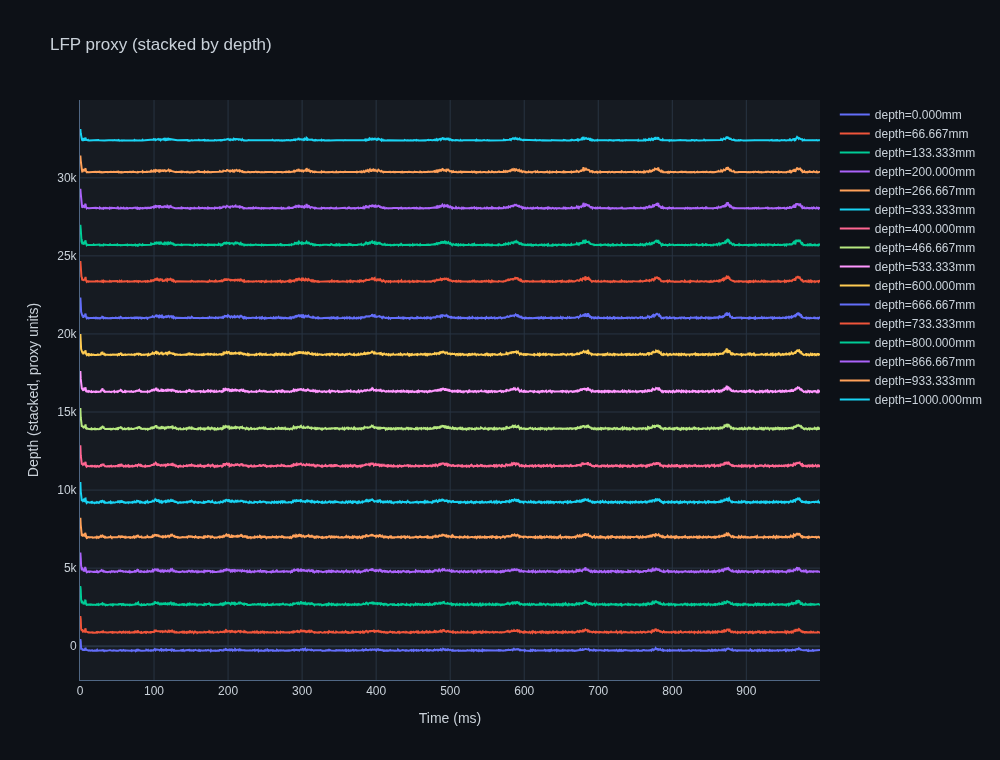 LFP proxy (stacked by depth)
depth=0.000mm
depth=66.667mm
depth=133.333mm
depth=200.000mm
depth=266.667mm
depth=333.333mm
depth=400.000mm
depth=466.667mm
depth=533.333mm
depth=600.000mm
depth=666.667mm
depth=733.333mm
depth=800.000mm
depth=866.667mm
depth=933.333mm
depth=1000.000mm
Depth (stacked, proxy units)
30k
25k
20k
15k
10k
5k
0
0 100 200 300 400 500 600 700 800 900
Time (ms)